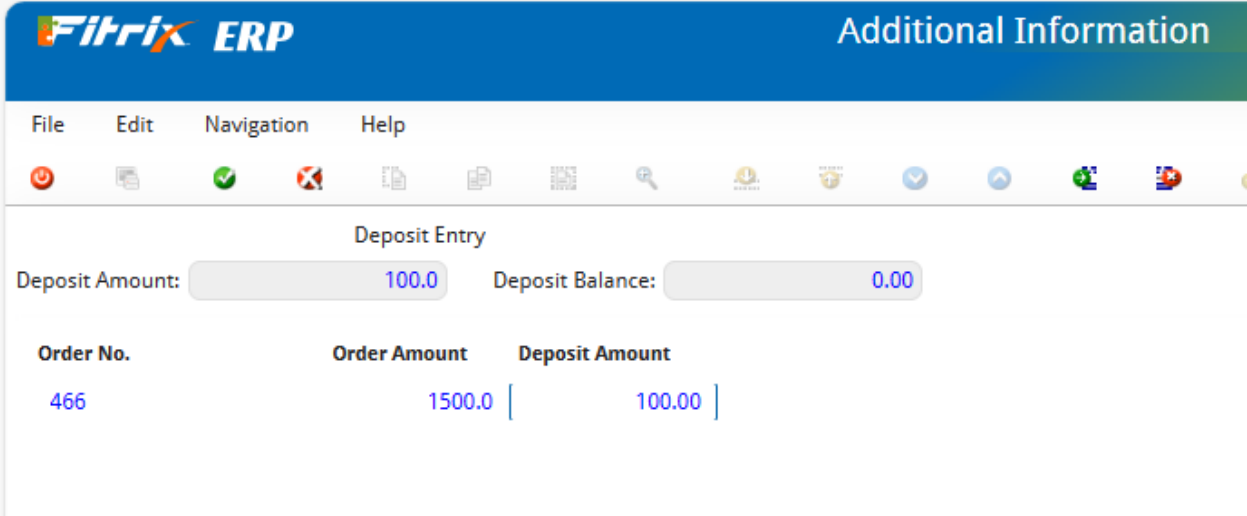 Fitrix ERP
Additional Information
File Edit Navigation Help
Deposit Entry
Deposit Amount: 100.0 Deposit Balance: 0.00
Order No. Order Amount Deposit Amount
466 1500.0 100.00